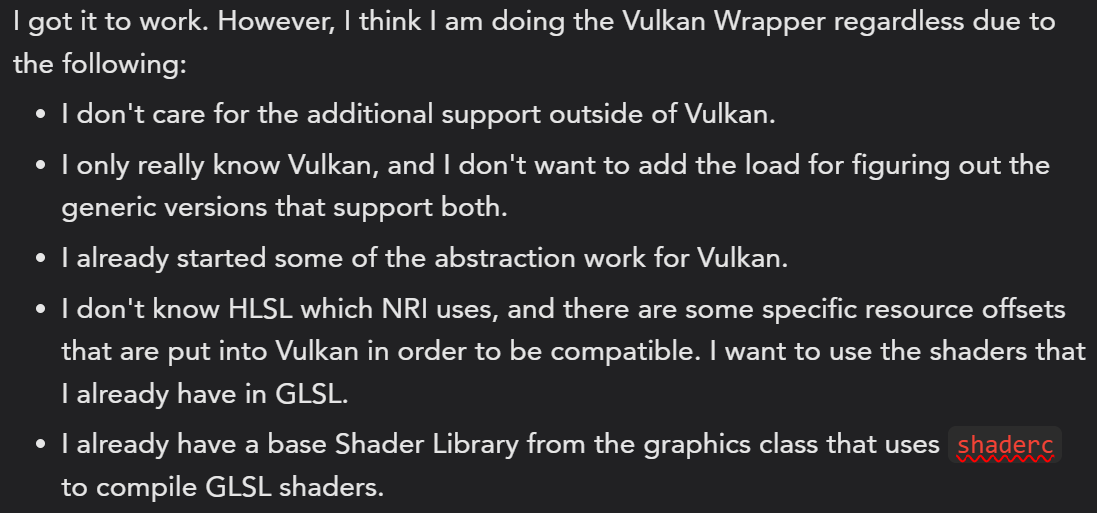 I got it to work. However, I think I am doing the Vulkan Wrapper regardless due to
the following:
• I don't care for the additional support outside of Vulkan.
• I only really know Vulkan, and I don't want to add the load for figuring out the
generic versions that support both.
• I already started some of the abstraction work for Vulkan.
• I don't know HLSL which NRI uses, and there are some specific resource offsets
that are put into Vulkan in order to be compatible. I want to use the shaders that
I already have in GLSL.
• I already have a base Shader Library from the graphics class that uses shaderc
to compile GLSL shaders.